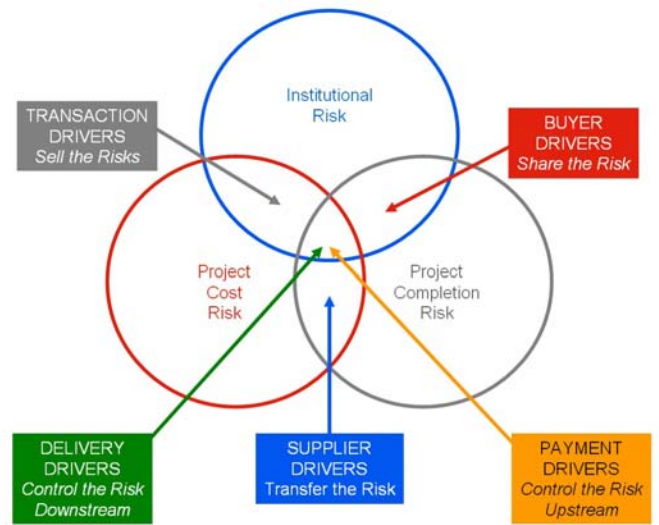 Institutional
Risk
TRANSACTION
DRIVERS
Sell the Risks
BUYER
DRIVERS
Share the Risk
Project
Cost
Risk
Project
Completion
Risk
DELIVERY
DRIVERS
Control the Risk
Downstream
SUPPLIER
DRIVERS
Transfer the Risk
PAYMENT
DRIVERS
Control the Risk
Upstream